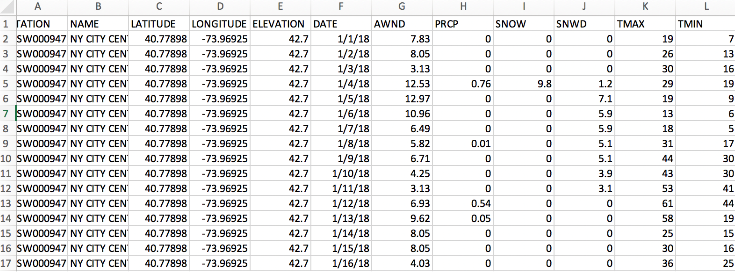 A B C D E F G H I J K L
1 TATION NAME LATITUDE LONGITUDE ELEVATION DATE AWND PRCP SNOW SNWD TMAX TMIN
2 SW000947 NY CITY CEN 40.77898 -73.96925 42.7 1/1/18 7.83 0 0 0 19 7
3 SW000947 NY CITY CEN 40.77898 -73.96925 42.7 1/2/18 8.05 0 0 0 26 13
4 SW000947 NY CITY CEN 40.77898 -73.96925 42.7 1/3/18 3.13 0 0 0 30 16
5 SW000947 NY CITY CEN 40.77898 -73.96925 42.7 1/4/18 12.53 0.76 9.8 1.2 29 19
6 SW000947 NY CITY CEN 40.77898 -73.96925 42.7 1/5/18 12.97 0 0 7.1 19 9
7 SW000947 NY CITY CEN 40.77898 -73.96925 42.7 1/6/18 10.96 0 0 5.9 13 6
8 SW000947 NY CITY CEN 40.77898 -73.96925 42.7 1/7/18 6.49 0 0 5.9 18 5
9 SW000947 NY CITY CEN 40.77898 -73.96925 42.7 1/8/18 5.82 0.01 0 5.1 31 17
10 SW000947 NY CITY CEN 40.77898 -73.96925 42.7 1/9/18 6.71 0 0 5.1 44 30
11 SW000947 NY CITY CEN 40.77898 -73.96925 42.7 1/10/18 4.25 0 0 3.9 43 30
12 SW000947 NY CITY CEN 40.77898 -73.96925 42.7 1/11/18 3.13 0 0 3.1 53 41
13 SW000947 NY CITY CEN 40.77898 -73.96925 42.7 1/12/18 6.93 0.54 0 0 61 44
14 SW000947 NY CITY CEN 40.77898 -73.96925 42.7 1/13/18 9.62 0.05 0 0 58 19
15 SW000947 NY CITY CEN 40.77898 -73.96925 42.7 1/14/18 8.05 0 0 0 25 15
16 SW000947 NY CITY CEN 40.77898 -73.96925 42.7 1/15/18 8.05 0 0 0 30 16
17 SW000947 NY CITY CEN 40.77898 -73.96925 42.7 1/16/18 4.03 0 0 0 36 25